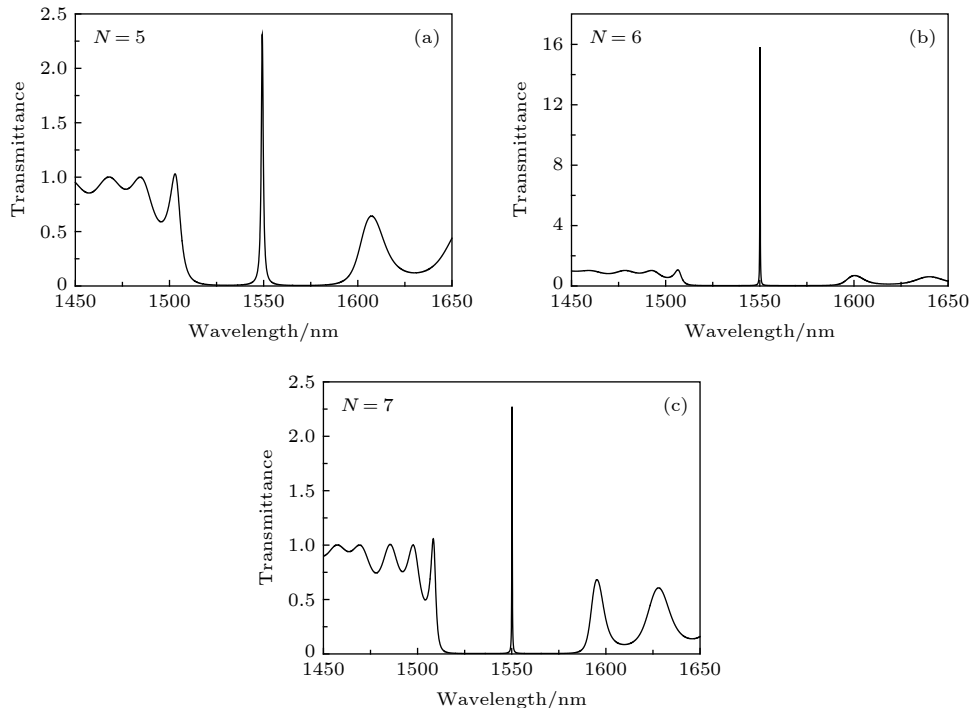 2.5
N = 5
(a)
2.0
1.5
1.0
0.5
0
Transmittance
1450
1500
1550
1600
1650
Wavelength/nm
16
N = 6
(b)
12
8
4
0
Transmittance
1450
1500
1550
1600
1650
Wavelength/nm
2.5
N = 7
(c)
2.0
1.5
1.0
0.5
0
Transmittance
1450
1500
1550
1600
1650
Wavelength/nm